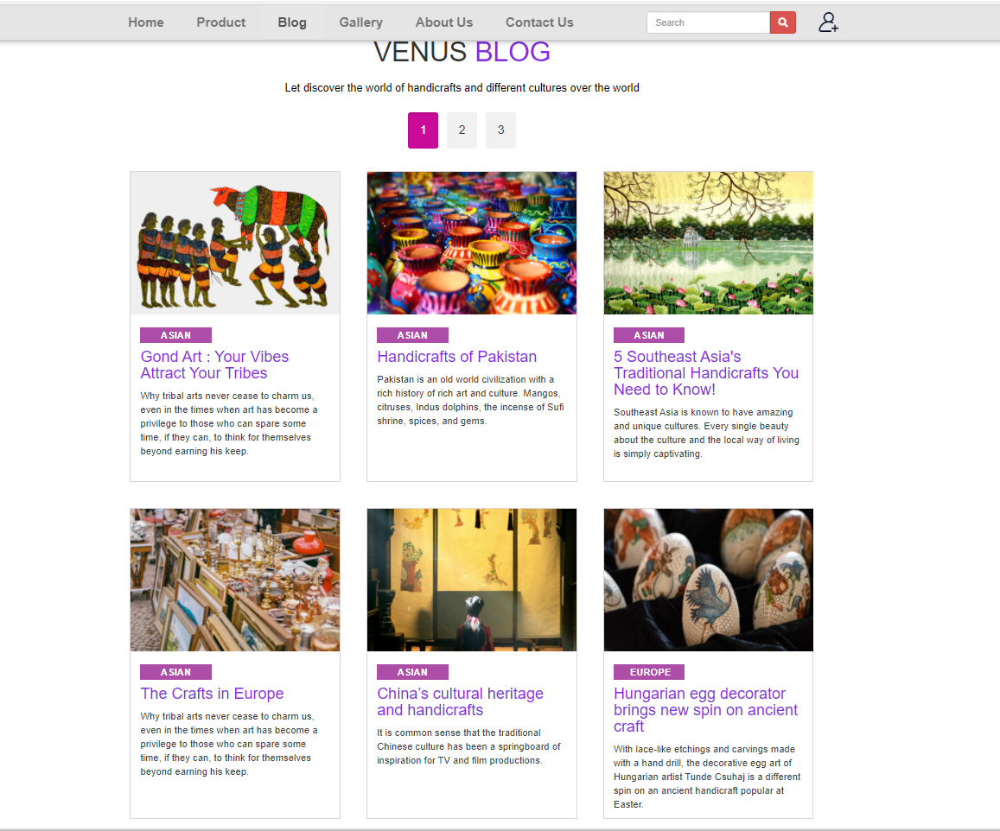 Home Product Blog Gallery About Us Contact Us Search
VENUS BLOG
Let discover the world of handicrafts and different cultures over the world
1 2 3
ASIAN
Gond Art : Your Vibes
Attract Your Tribes
Why tribal arts never cease to charm us,
even in the times when art has become a
privilege to those who can spare some
time, if they can, to think for themselves
beyond earning his keep.
ASIAN
Handicrafts of Pakistan
Pakistan is an old world civilization with a
rich history of rich art and culture. Mangos,
citruses, Indus dolphins, the incense of Sufi
shrine, spices, and gems.
ASIAN
5 Southeast Asia's
Traditional Handicrafts You
Need to Know!
Southeast Asia is known to have amazing
and unique cultures. Every single beauty
about the culture and the local way of living
is simply captivating.
ASIAN
The Crafts in Europe
Why tribal arts never cease to charm us,
even in the times when art has become a
privilege to those who can spare some
time, if they can, to think for themselves
beyond earning his keep.
ASIAN
China's cultural heritage
and handicrafts
It is common sense that the traditional
Chinese culture has been a springboard of
inspiration for TV and film productions.
EUROPE
Hungarian egg decorator
brings new spin on ancient
craft
With lace-like etchings and carvings made
with a hand drill, the decorative egg art of
Hungarian artist Tunde Csuhaj is a different
spin on an ancient handicraft popular at
Easter.